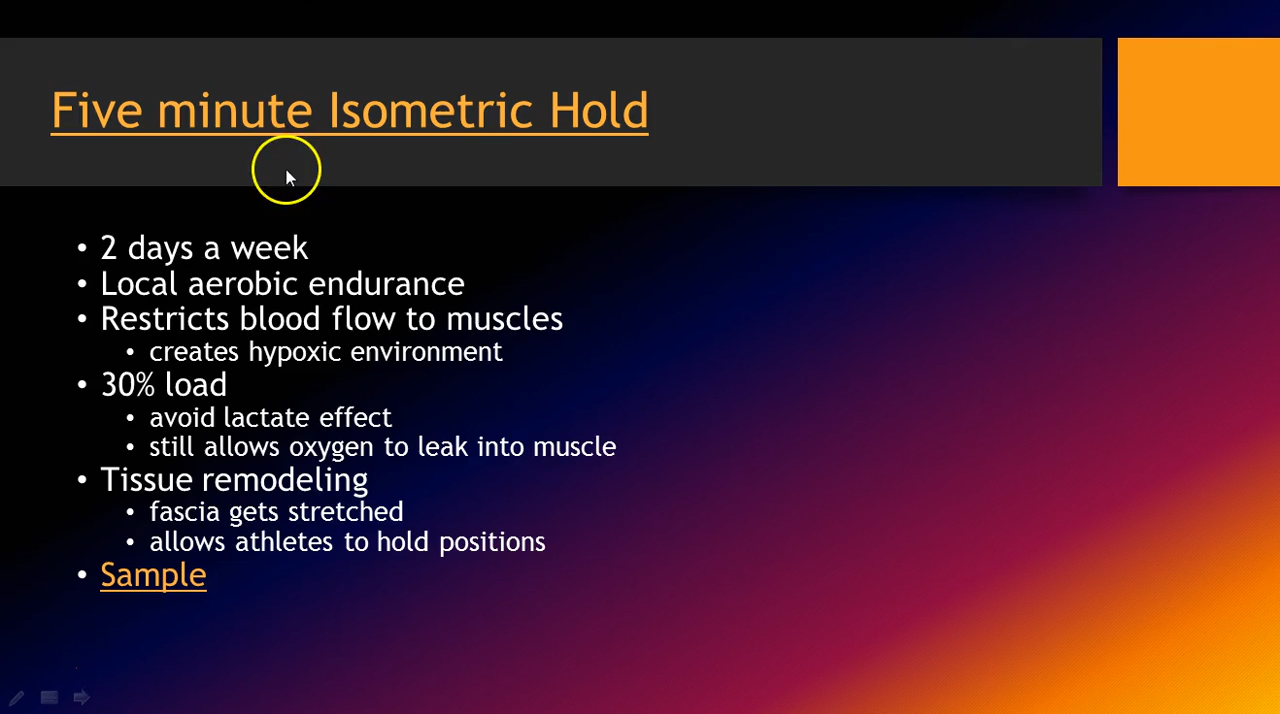 Five minute Isometric Hold
• 2 days a week
• Local aerobic endurance
• Restricts blood flow to muscles
• creates hypoxic environment
• 30% load
• avoid lactate effect
• still allows oxygen to leak into muscle
• Tissue remodeling
• fascia gets stretched
• allows athletes to hold positions
• Sample